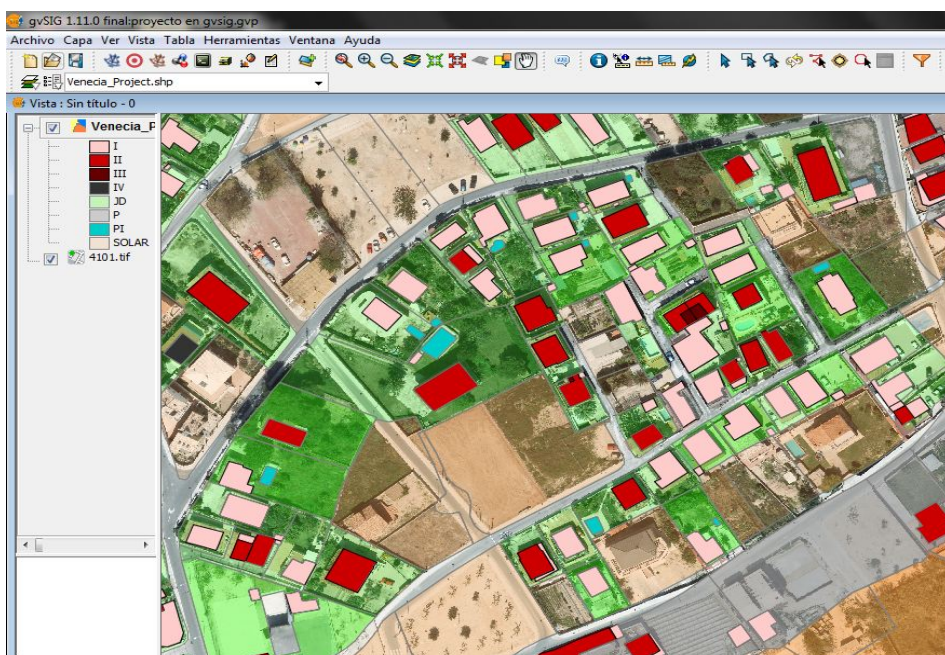 gvSIG 1.11.0 final:proyecto en gvsig.gvp
Archivo Capa Ver Vista Tabla Herramientas Ventana Ayuda
Venecia_Project.shp
Vista : Sin título - 0
Venecia_P
I
II
III
IV
JD
P
PI
SOLAR
4101.tif